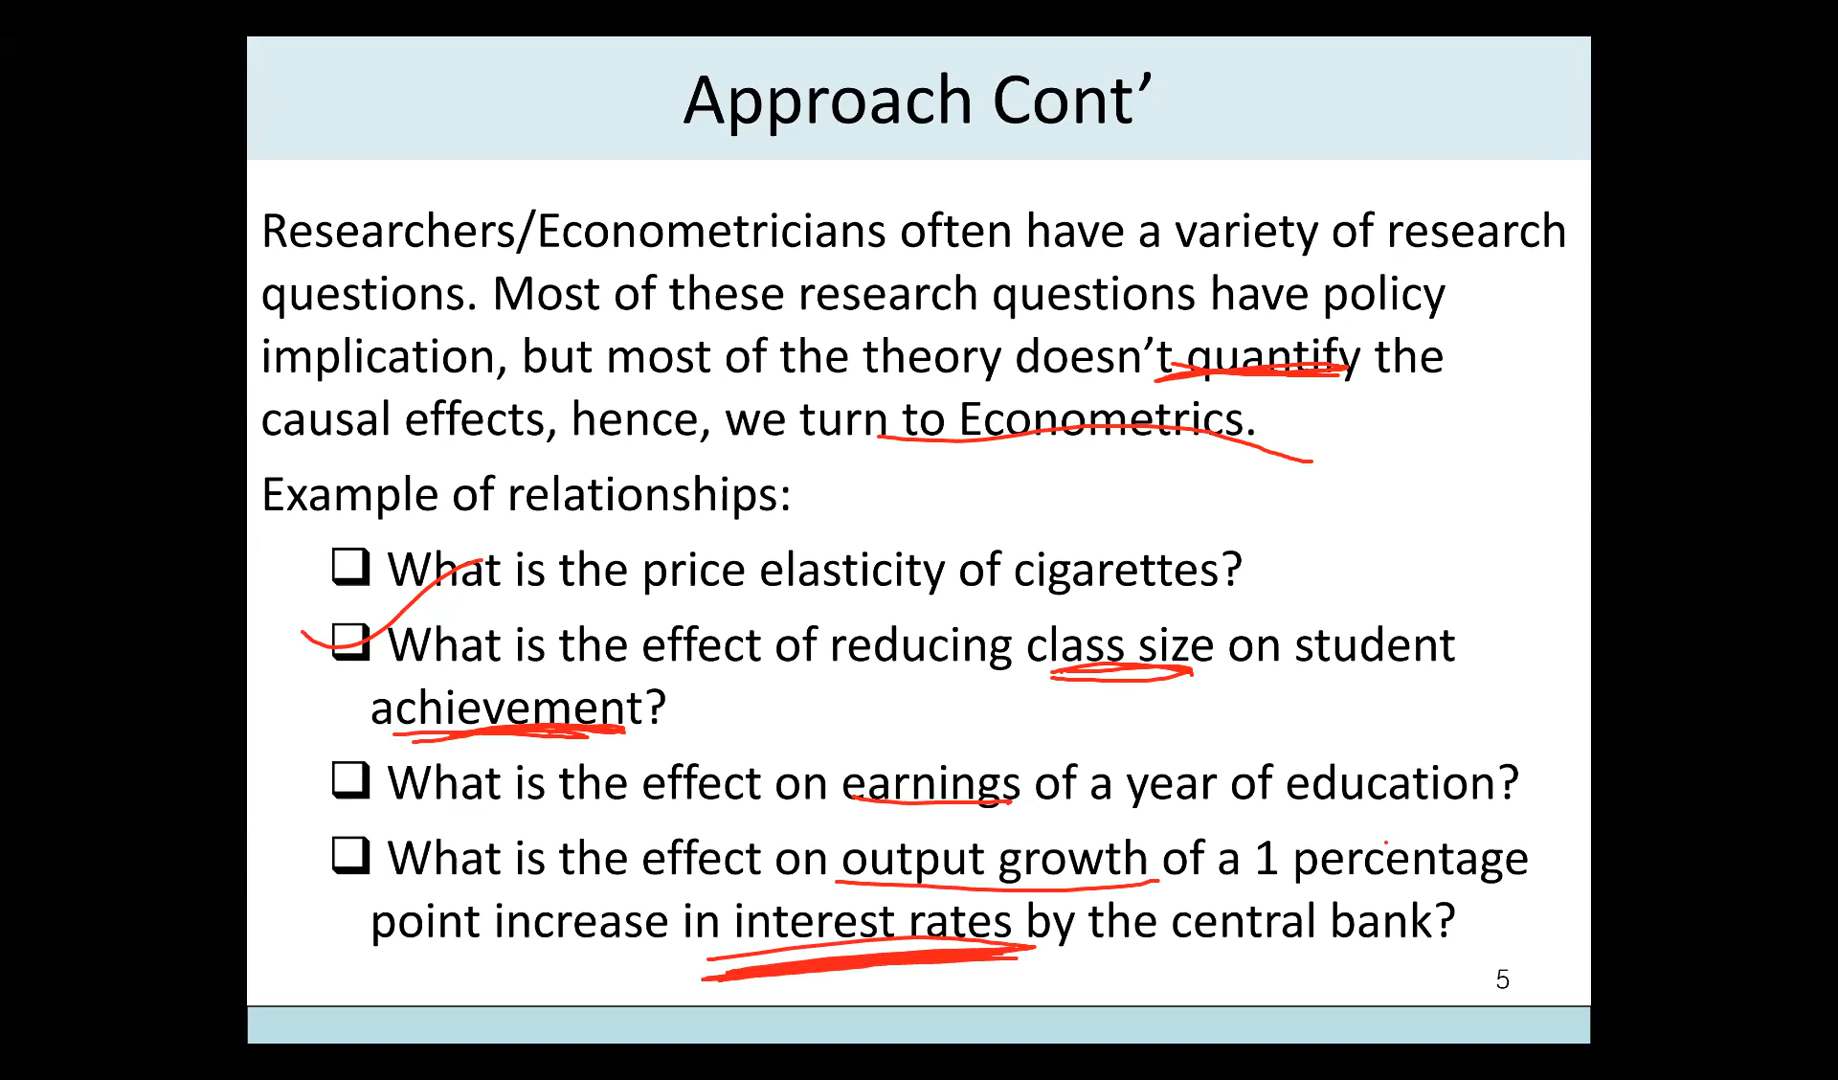 Approach Cont’
Researchers/Econometricians often have a variety of research
questions. Most of these research questions have policy
implication, but most of the theory doesn’t quantify the
causal effects, hence, we turn to Econometrics.
Example of relationships:
❑ What is the price elasticity of cigarettes?
❑ What is the effect of reducing class size on student
achievement?
❑ What is the effect on earnings of a year of education?
❑ What is the effect on output growth of a 1 percentage
point increase in interest rates by the central bank?
5